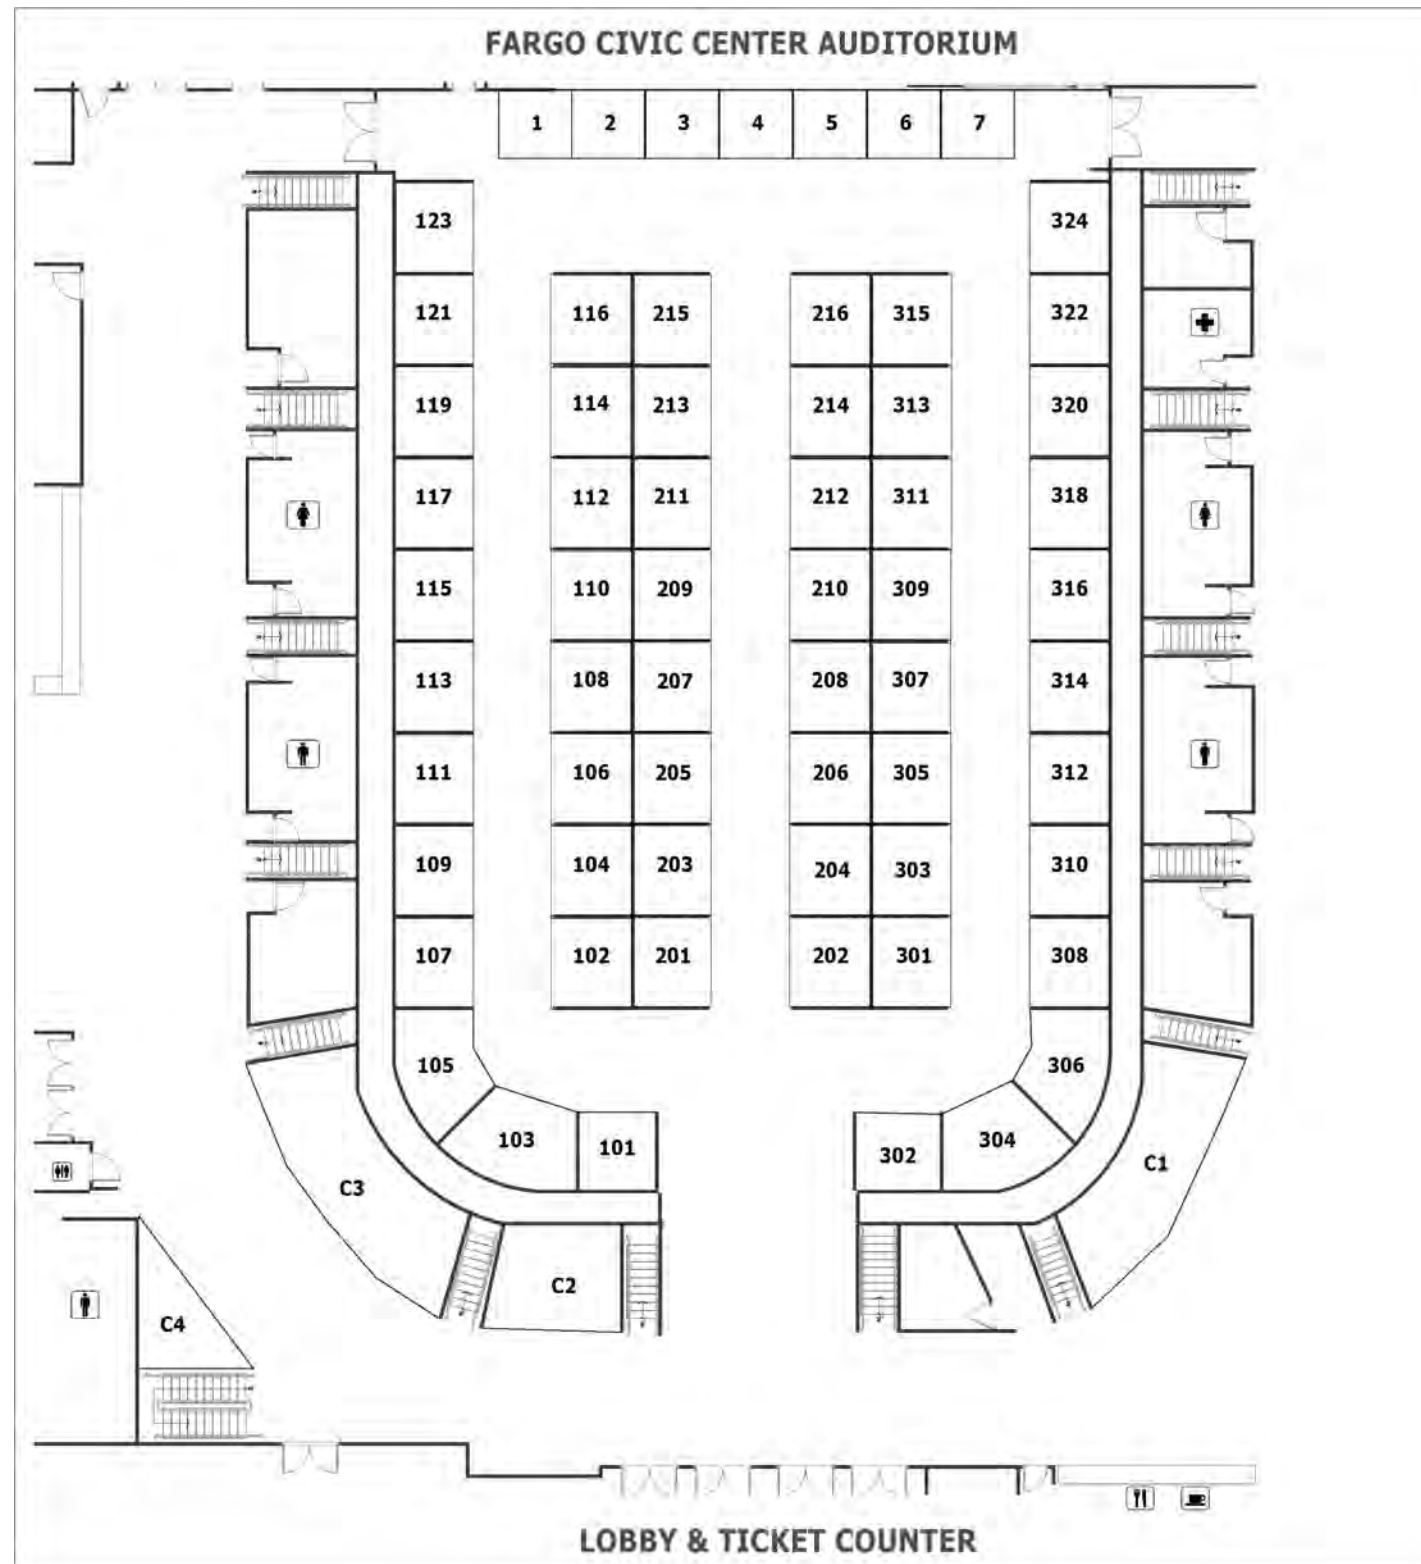 FARGO CIVIC CENTER AUDITORIUM
1 2 3 4 5 6 7
123 324
116 215 216 315
121 322
114 213 214 313
119 320
112 211 212 311
117 318
110 209 210 309
115 316
108 207 208 307
113 314
106 205 206 305
111 312
104 203 204 303
109 310
102 201 202 301
107 308
105 306
103 101 302 304
C3 C1
C2
C4
LOBBY & TICKET COUNTER